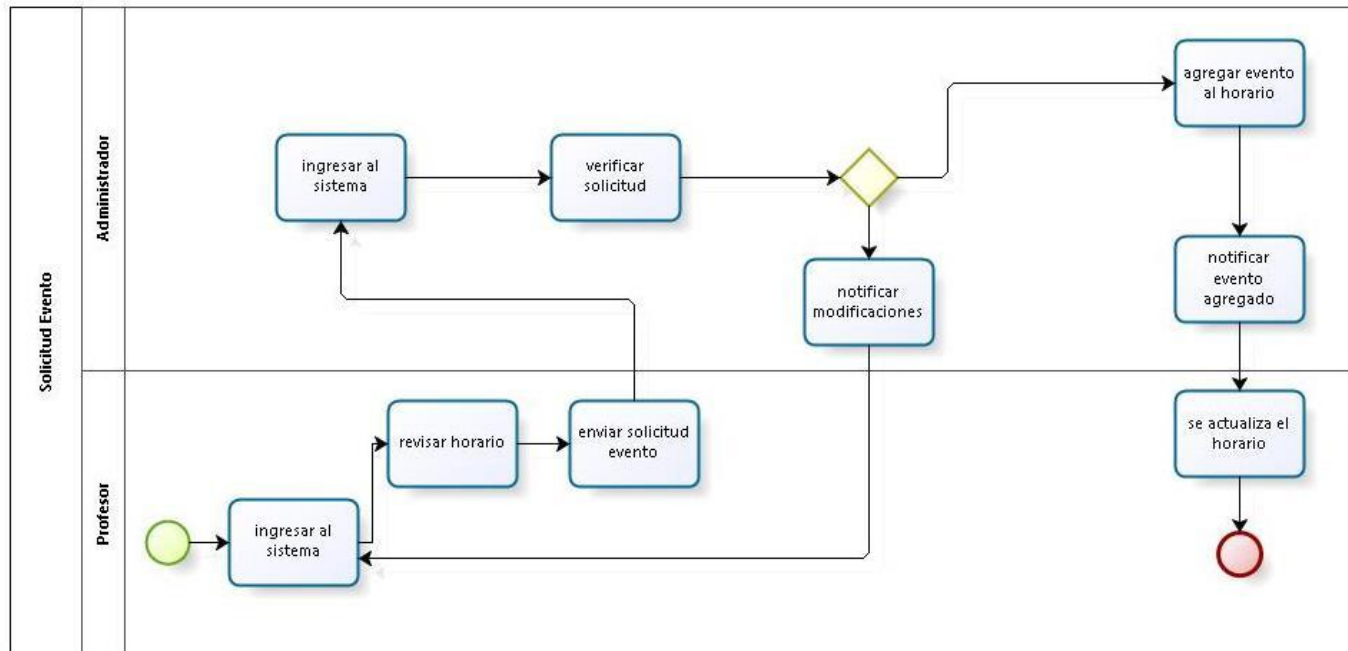 Solicitud Evento
Administrador
ingresar al
sistema
verificar
solicitud
agregar evento
al horario
notificar
modificaciones
notificar
evento
agregado
Profesor
ingresar al
sistema
revisar horario
enviar solicitud
evento
se actualiza el
horario